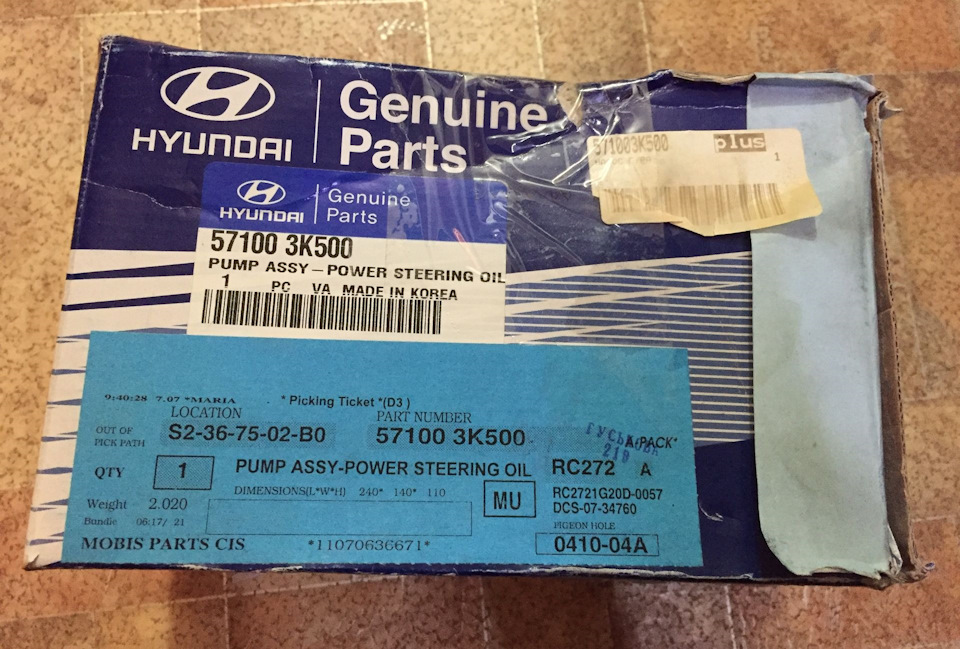 HYUNDAI
Genuine
Parts
571003K500 plus
1
HYUNDAI
Genuine
Parts
57100 3K500
PUMP ASSY-POWER STEERING OIL
1 PC VA MADE IN KOREA
9:40:28 7.07 *MARIA *Picking Ticket *(D3 )
LOCATION PART NUMBER
OUT OF
PICK PATH
S2-36-75-02-B0 57100 3K500
ГУСЬКОВА
219
*PACK*
QTY 1 PUMP ASSY-POWER STEERING OIL RC272 A
DIMENSIONS(L*W*H) 240* 140* 110
MU
RC2721G20D-0057
DCS-07-34760
Weight 2.020
Bundie 06:17/ 21
PIGEON HOLE
0410-04A
MOBIS PARTS CIS *11070636671*